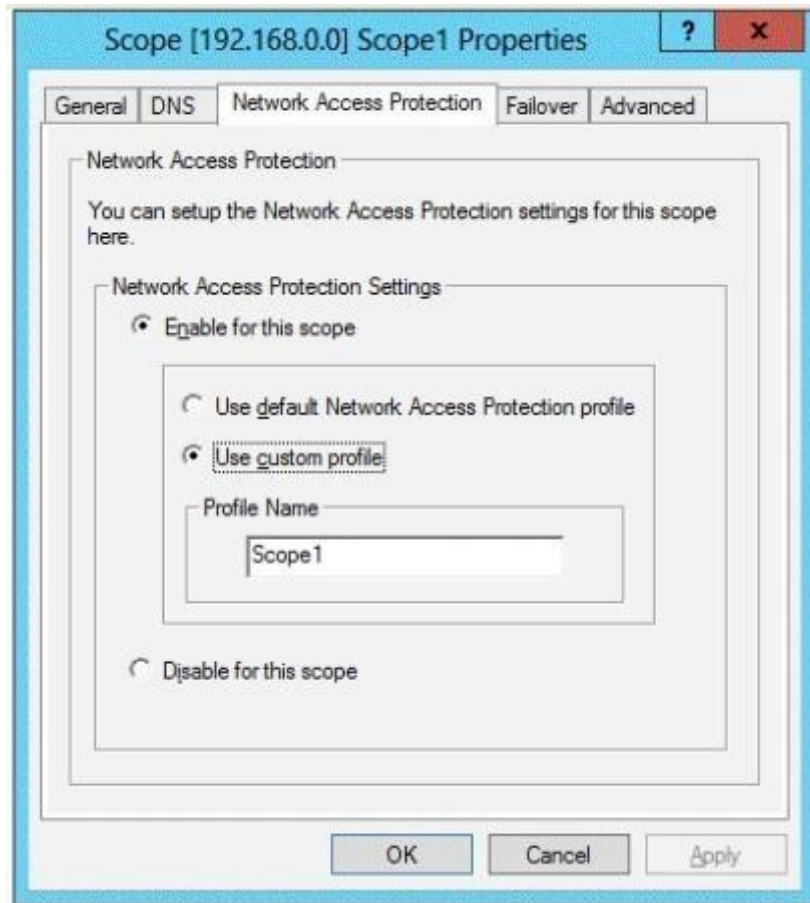 Scope [192.168.0.0] Scope1 Properties
?
x
General
DNS
Network Access Protection
Failover
Advanced
Network Access Protection
You can setup the Network Access Protection settings for this scope
here.
Network Access Protection Settings
Enable for this scope
Use default Network Access Protection profile
Use custom profile
Profile Name
Scope1
Disable for this scope
OK
Cancel
Apply